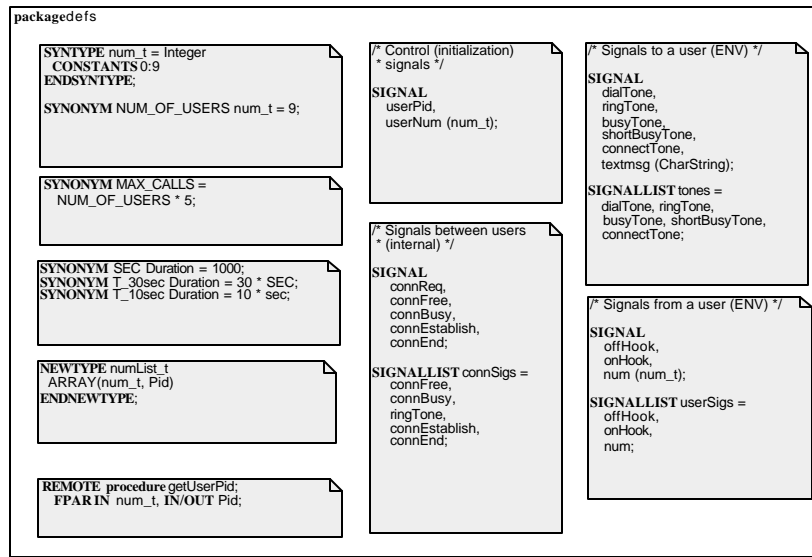 packagedefs
SYNTYPE num_t = Integer
CONSTANTS 0:9
ENDSYNTYPE;
SYNONYM NUM_OF_USERS num_t = 9;
SYNONYM MAX_CALLS =
NUM_OF_USERS * 5;
SYNONYM SEC Duration = 1000;
SYNONYM T_30sec Duration = 30 * SEC;
SYNONYM T_10sec Duration = 10 * sec;
NEWTYPE numList_t
ARRAY(num_t, Pid)
ENDNEWTYPE;
REMOTE procedure getUserPid;
FPAR IN num_t, IN/OUT Pid;
/* Control (initialization)
* signals */
SIGNAL
userPid,
userNum (num_t);
/* Signals between users
* (internal) */
SIGNAL
connReq,
connFree,
connBusy,
connEstablish,
connEnd;
SIGNALLIST connSigs =
connFree,
connBusy,
ringTone,
connEstablish,
connEnd;
/* Signals to a user (ENV) */
SIGNAL
dialTone,
ringTone,
busyTone,
shortBusyTone,
connectTone,
textmsg (CharString);
SIGNALLIST tones =
dialTone, ringTone,
busyTone, shortBusyTone,
connectTone;
/* Signals from a user (ENV) */
SIGNAL
offHook,
onHook,
num (num_t);
SIGNALLIST userSigs =
offHook,
onHook,
num;